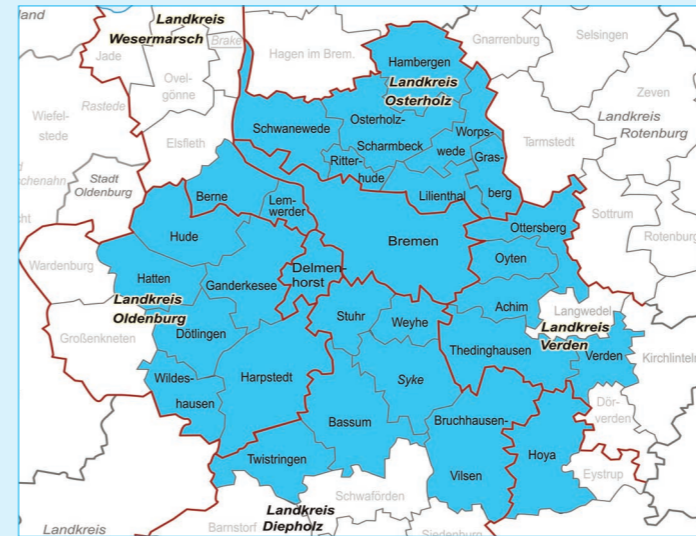 land
Landkreis
Wesermarsch
Jade
Brake
Ovel-
gönne
Rastede
Wiefel-
stede
Elsfleth
Stadt
Oldenburg
Hagen im Brem.
Hambergen
Landkreis
Osterholz
Gnarrenburg
Selsingen
Zeven
Landkreis
Rotenburg
Tarmstedt
Schwanewede
Osterholz-
Scharmbeck
Worps-
wede
Gras-
berg
Ritter-
hude
Lilienthal
Sottrum
Rotenburg
Berne
Lem-
werder
Hude
Bremen
Ottersberg
Oyten
Wardenburg
Hatten
Ganderkesee
Delmen-
horst
Landkreis
Oldenburg
Achim
Langwedel
Landkreis
Verden
Stuhr
Weyhe
Großenkneten
Dötlingen
Thedinghausen
Verden
Kirchlinteln
Wildes-
hausen
Harpstedt
Syke
Dör-
verden
Bassum
Bruchhausen-
Vilsen
Hoya
Eystrup
Twistringen
Schwaförden
Landkreis
Diepholz
Landkreis
Barnstorf
Siedenburg